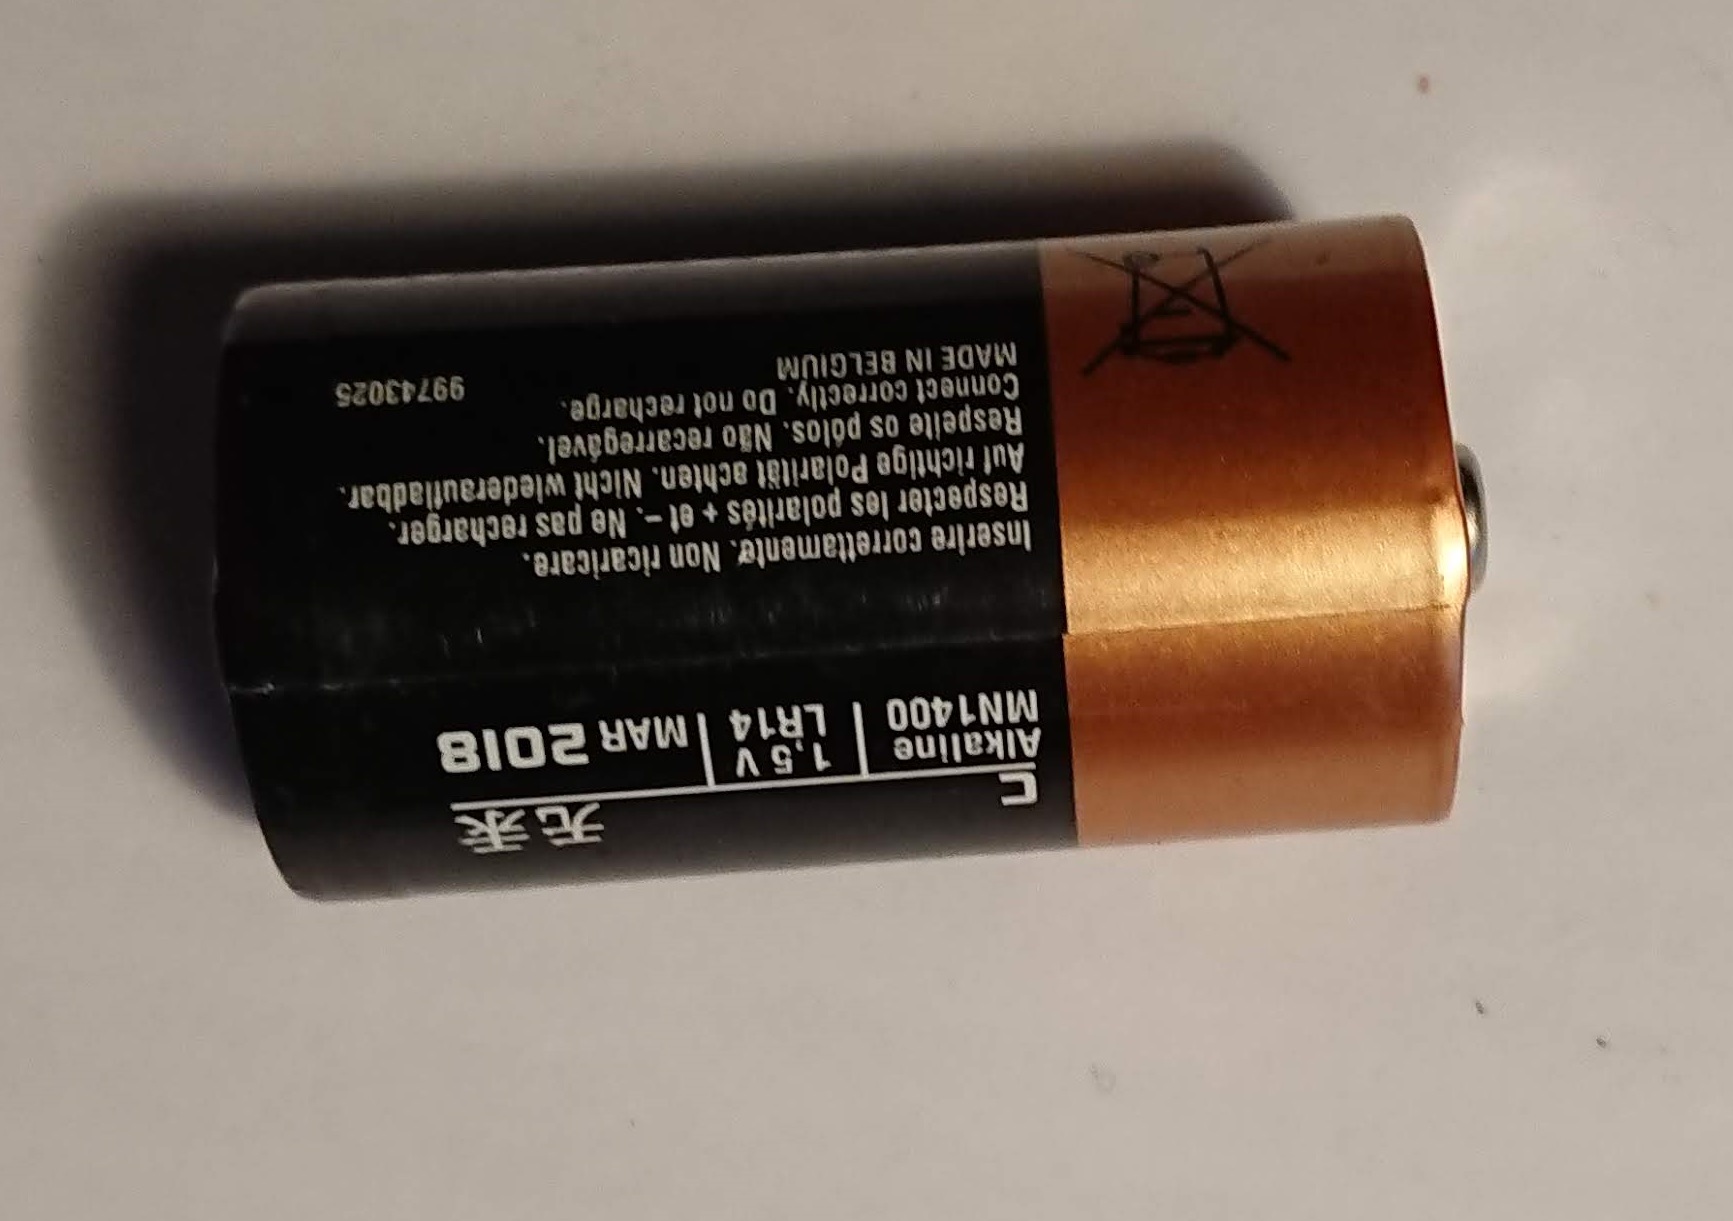 无汞
C
Alkaline
MN1400
1,5 V
LR14
MAR 2018
Inserire correttamente. Non ricaricare.
Respecter les polarités + et –. Ne pas recharger.
Auf richtige Polarität achten. Nicht wiederaufladbar.
Respeite os pólos. Não recarregável.
Connect correctly. Do not recharge.
MADE IN BELGIUM
99743025